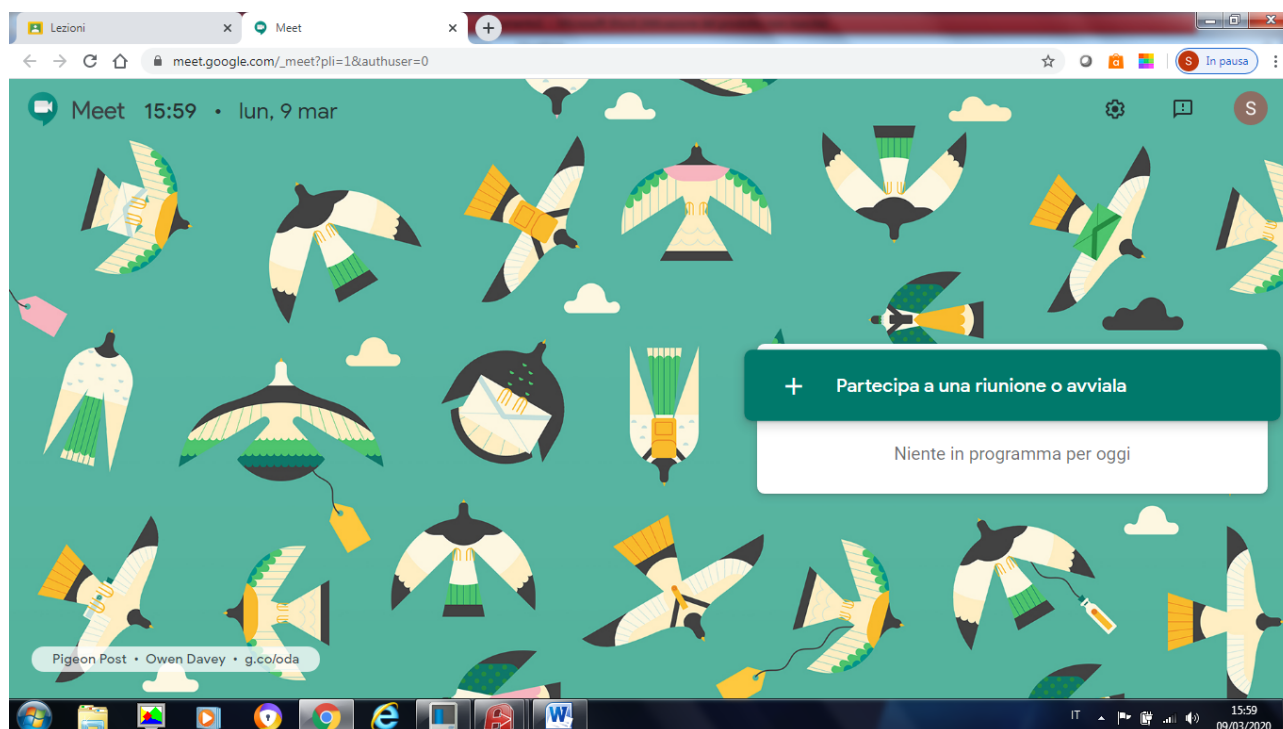 Lezioni
Meet
meet.google.com/_meet?pli=1&authuser=0
a
S
In pausa
Meet 15:59 • lun, 9 mar
S
+ Partecipa a una riunione o avviala
Niente in programma per oggi
Pigeon Post • Owen Davey • g.co/oda
W
IT
15:59
09/03/2020